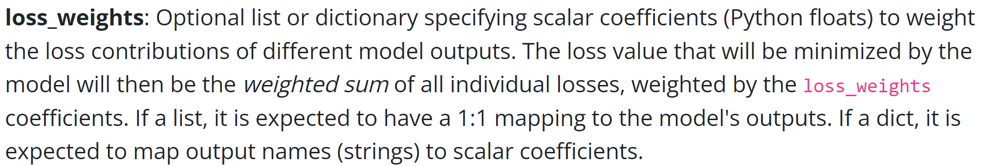 loss_weights: Optional list or dictionary specifying scalar coefficients (Python floats) to weight
the loss contributions of different model outputs. The loss value that will be minimized by the
model will then be the weighted sum of all individual losses, weighted by the loss_weights
coefficients. If a list, it is expected to have a 1:1 mapping to the model's outputs. If a dict, it is
expected to map output names (strings) to scalar coefficients.